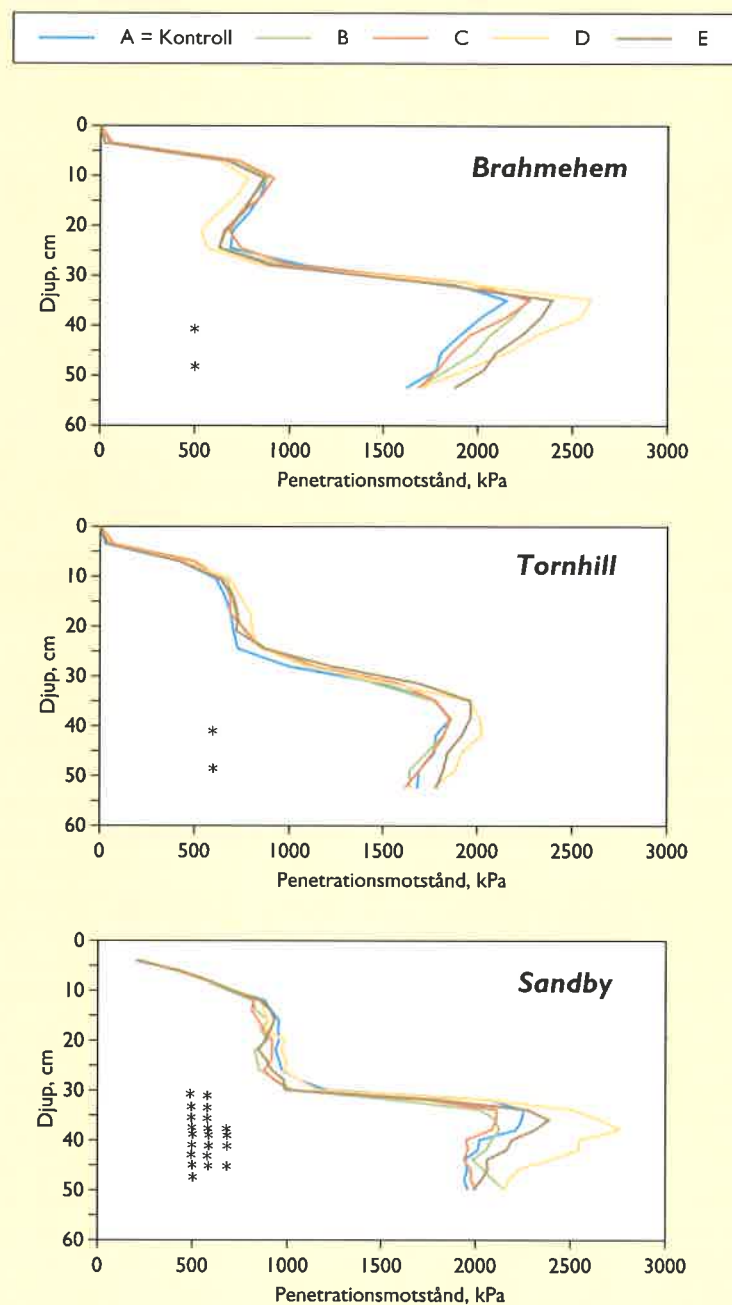 A = Kontroll B C D E
Brahmehem
0
10
20
30
40
50
60
Djup, cm
*
*
0 500 1000 1500 2000 2500 3000
Penetrationsmotstånd, kPa
Tornhill
0
10
20
30
40
50
60
Djup, cm
*
*
0 500 1000 1500 2000 2500 3000
Penetrationsmotstånd, kPa
Sandby
0
10
20
30
40
50
60
Djup, cm
* *
* *
* *
* * *
* * *
* * *
* *
* * *
*
0 500 1000 1500 2000 2500 3000
Penetrationsmotstånd, kPa